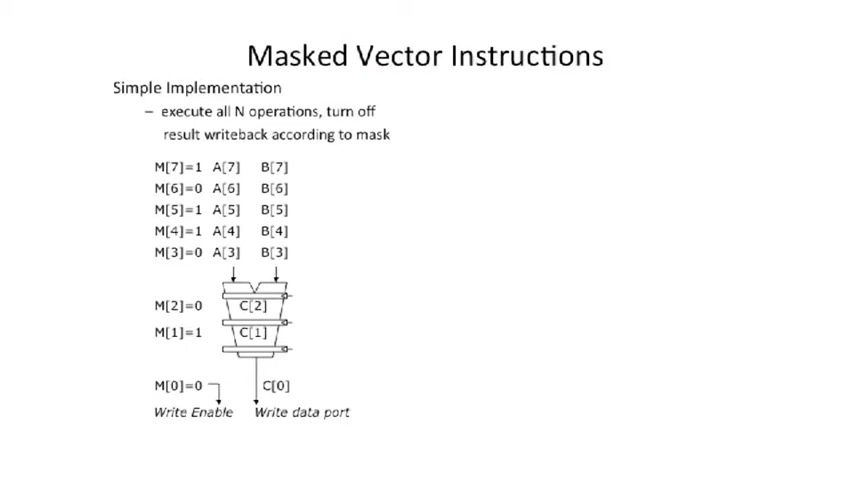 Masked Vector Instructions
Simple Implementation
– execute all N operations, turn off
result writeback according to mask
M[7]=1 A[7] B[7]
M[6]=0 A[6] B[6]
M[5]=1 A[5] B[5]
M[4]=1 A[4] B[4]
M[3]=0 A[3] B[3]
M[2]=0 C[2]
M[1]=1 C[1]
M[0]=0 C[0]
Write Enable Write data port